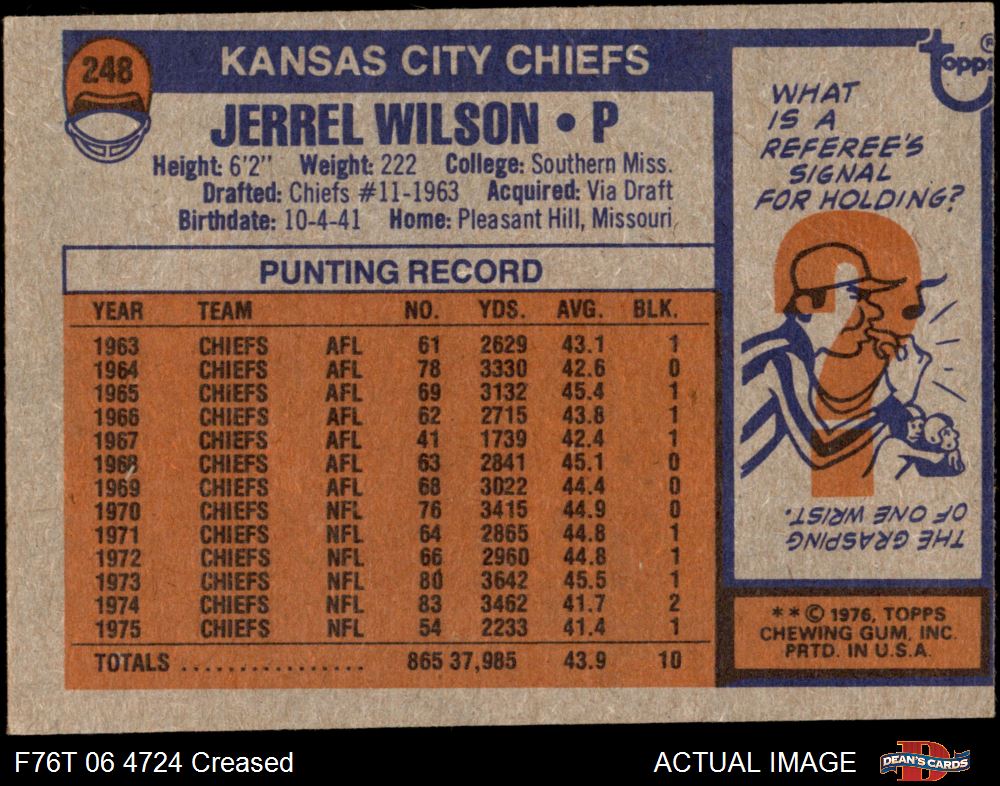 248
KANSAS CITY CHIEFS
JERREL WILSON • P
Height: 6'2" Weight: 222 College: Southern Miss.
Drafted: Chiefs #11-1963 Acquired: Via Draft
Birthdate: 10-4-41 Home: Pleasant Hill, Missouri
PUNTING RECORD
YEAR TEAM NO. YDS. AVG. BLK.
1963 CHIEFS AFL 61 2629 43.1 1
1964 CHIEFS AFL 78 3330 42.6 0
1965 CHIEFS AFL 69 3132 45.4 1
1966 CHIEFS AFL 62 2715 43.8 1
1967 CHIEFS AFL 41 1739 42.4 1
1968 CHIEFS AFL 63 2841 45.1 0
1969 CHIEFS AFL 68 3022 44.4 0
1970 CHIEFS NFL 76 3415 44.9 0
1971 CHIEFS NFL 64 2865 44.8 1
1972 CHIEFS NFL 66 2960 44.8 1
1973 CHIEFS NFL 80 3642 45.5 1
1974 CHIEFS NFL 83 3462 41.7 2
1975 CHIEFS NFL 54 2233 41.4 1
TOTALS ................. 865 37,985 43.9 10
topps ®
WHAT
IS A
REFEREE'S
SIGNAL
FOR HOLDING?
THE GRASPING
OF ONE WRIST.
**© 1976, TOPPS
CHEWING GUM, INC.
PRTD. IN U.S.A.
F76T 06 4724 Creased
ACTUAL IMAGE
DEAN'S CARDS